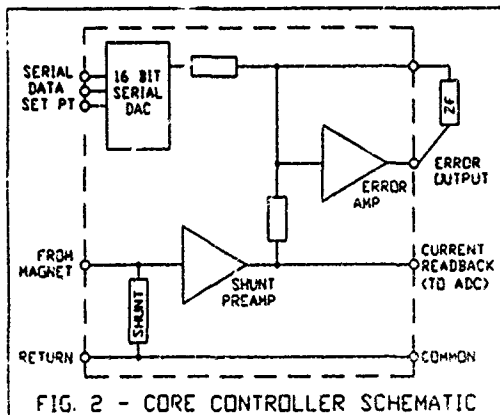 SERIAL
DATA
SET PT
16 BIT
SERIAL
DAC
ZF
ERROR
OUTPUT
ERROR
AMP
FROM
MAGNET
SHUNT
PREAMP
CURRENT
READBACK
(TO ADC)
SHUNT
RETURN
COMMON
FIG. 2 - CORE CONTROLLER SCHEMATIC